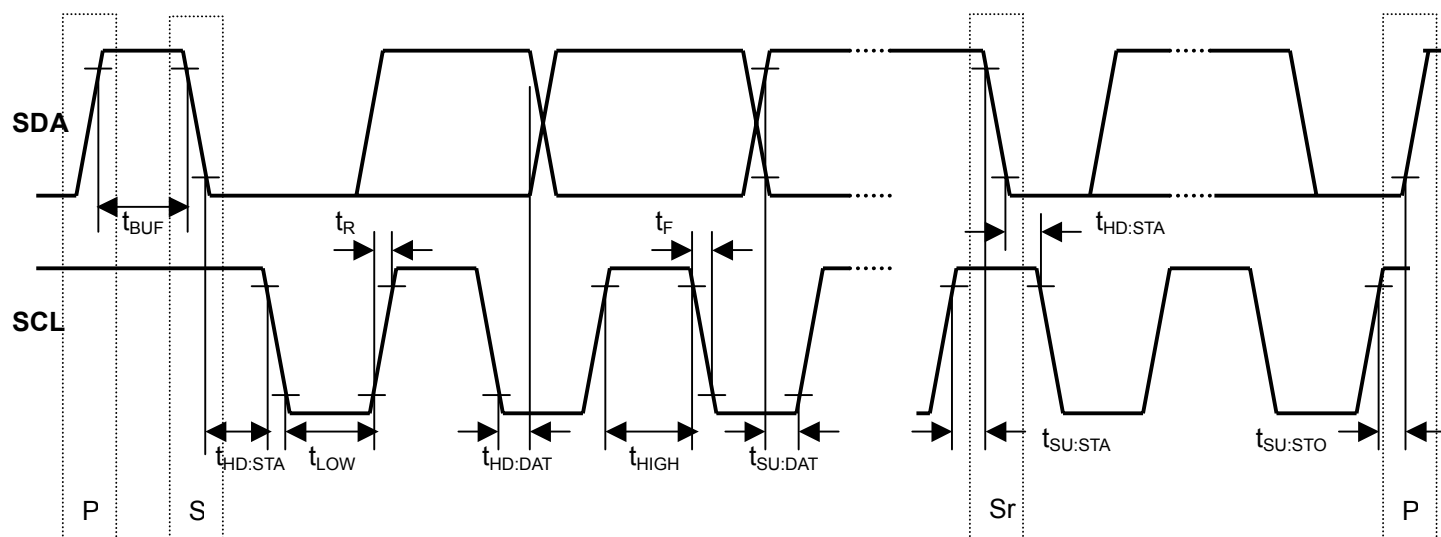 SDA
t_BUF
t_R
t_F
t_HD:STA
SCL
t_HD:STA
t_LOW
t_HD:DAT
t_HIGH
t_SU:DAT
t_SU:STA
t_SU:STO
P
S
Sr
P